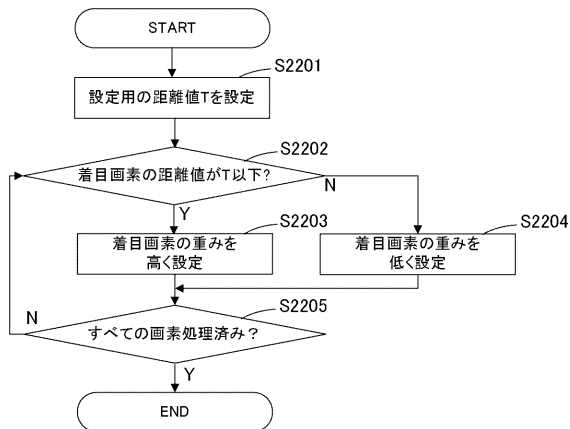 START
S2201
設定用の距離値Tを設定
S2202
着目画素の距離値がT以下?
N
Y
S2203
着目画素の重みを
高く設定
S2204
着目画素の重みを
低く設定
S2205
N
すべての画素処理済み？
Y
END